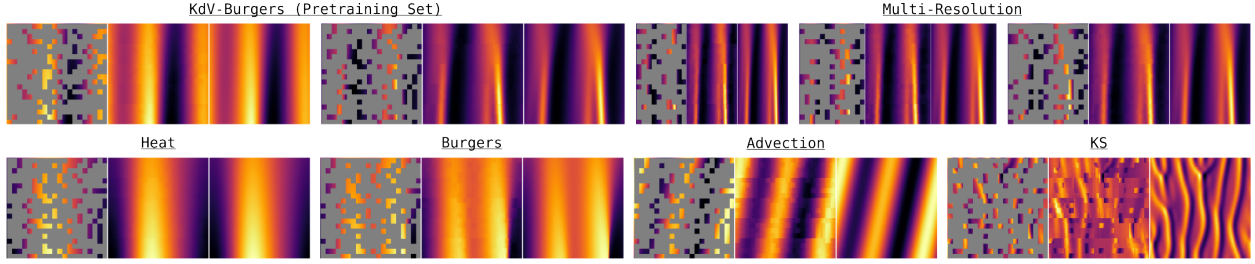 KdV-Burgers (Pretraining Set)
Multi-Resolution
Heat
Burgers
Advection
KS